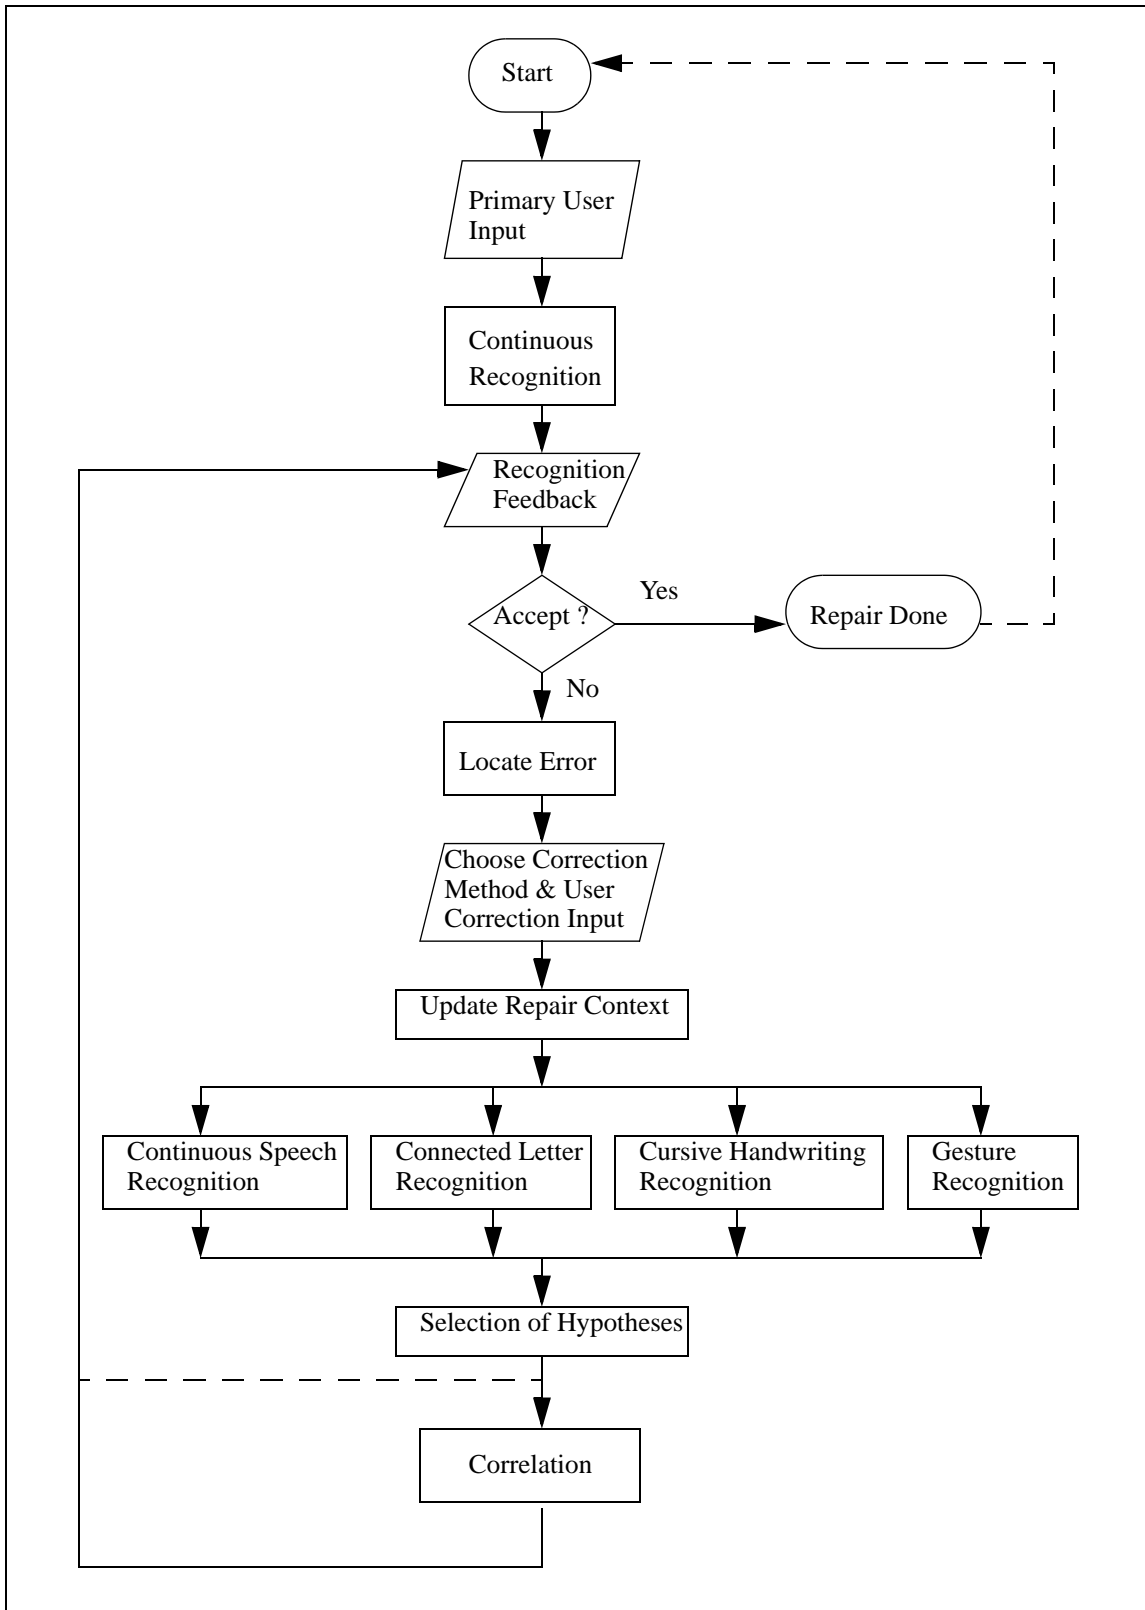 Start
Primary User
Input
Continuous
Recognition
Recognition
Feedback
Accept ?
Yes
Repair Done
No
Locate Error
Choose Correction
Method & User
Correction Input
Update Repair Context
Continuous Speech
Recognition
Connected Letter
Recognition
Cursive Handwriting
Recognition
Gesture
Recognition
Selection of Hypotheses
Correlation